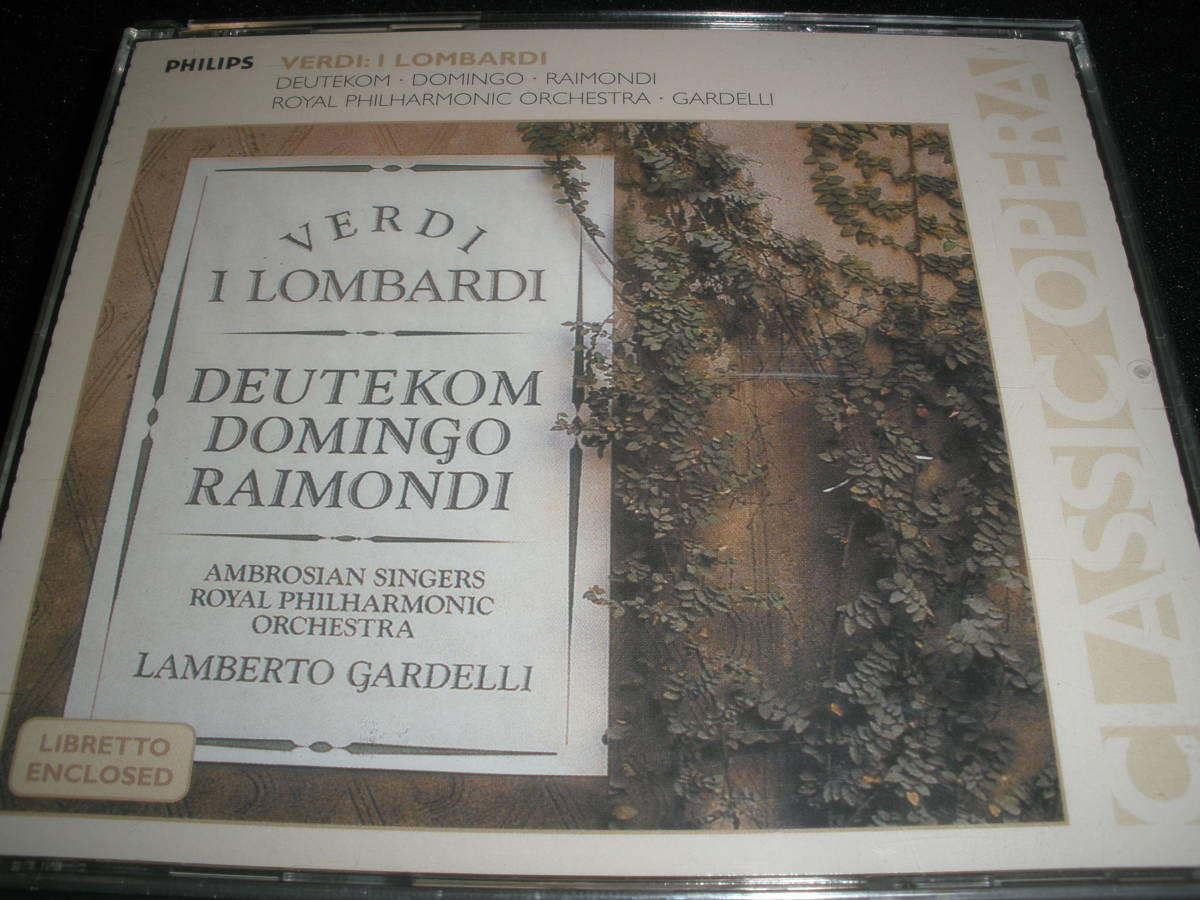 PHILIPS VERDI: I LOMBARDI
DEUTEKOM · DOMINGO · RAIMONDI
ROYAL PHILHARMONIC ORCHESTRA · GARDELLI
VERDI
I LOMBARDI
DEUTEKOM
DOMINGO
RAIMONDI
AMBROSIAN SINGERS
ROYAL PHILHARMONIC
ORCHESTRA
LAMBERTO GARDELLI
LIBRETTO
ENCLOSED
CLASSIC OPERA